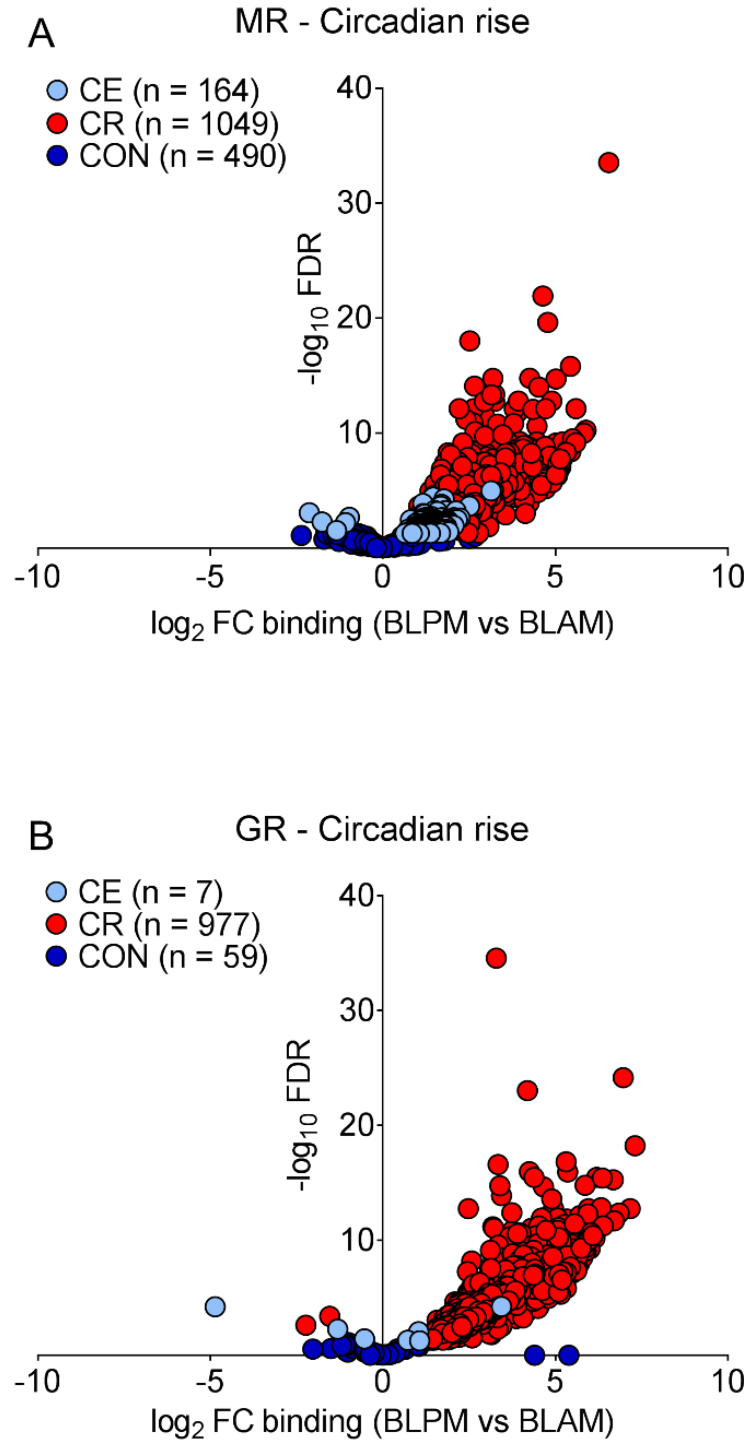 A
MR - Circadian rise
CE (n = 164)
CR (n = 1049)
CON (n = 490)
40
30
20
10
-log₁₀ FDR
-10 -5 0 5 10
log₂ FC binding (BLPM vs BLAM)
B
GR - Circadian rise
CE (n = 7)
CR (n = 977)
CON (n = 59)
40
30
20
10
-log₁₀ FDR
-10 -5 0 5 10
log₂ FC binding (BLPM vs BLAM)